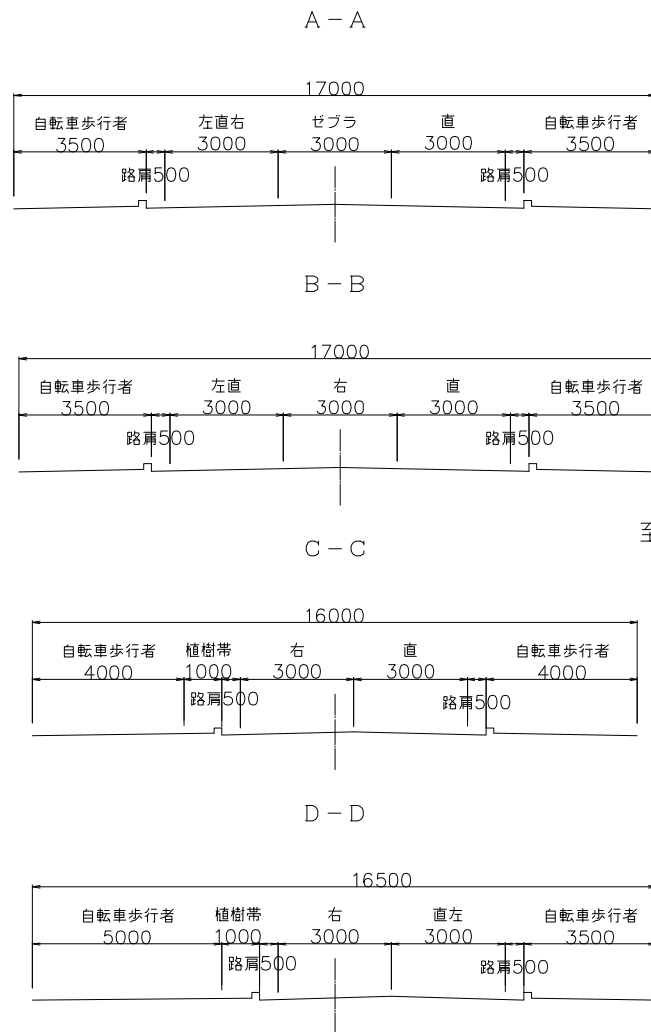 A－A
17000
自転車歩行者 左直右 ゼブラ 直 自転車歩行者
3500 3000 3000 3000 3500
路肩500 路肩500
B－B
17000
自転車歩行者 左直 右 直 自転車歩行者
3500 3000 3000 3000 3500
路肩500 路肩500
至
C－C
16000
自転車歩行者 植樹帯 右 直 自転車歩行者
4000 1000 3000 3000 4000
路肩500 路肩500
D－D
16500
自転車歩行者 植樹帯 右 直左 自転車歩行者
5000 1000 3000 3000 3500
路肩500 路肩500